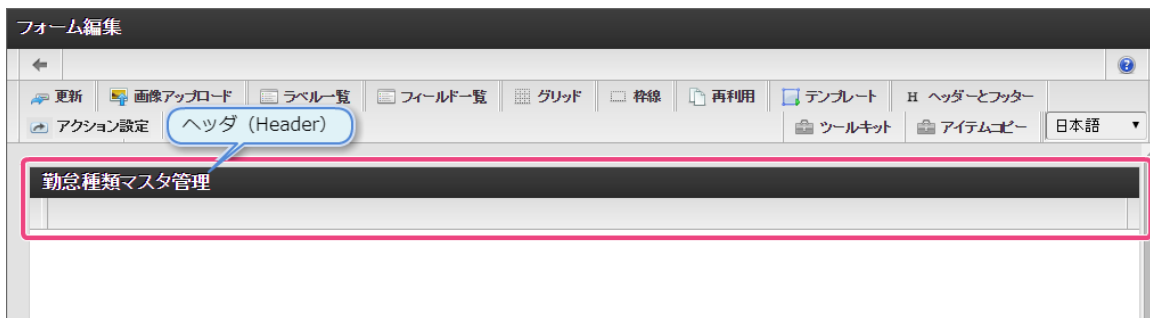 フォーム編集
更新 画像アップロード ラベル一覧 フィールド一覧 グリッド 枠線 再利用 テンプレート H ヘッダーとフッター
アクション設定 ヘッダ（Header） ツールキット アイテムコピー 日本語
勤怠種類マスタ管理